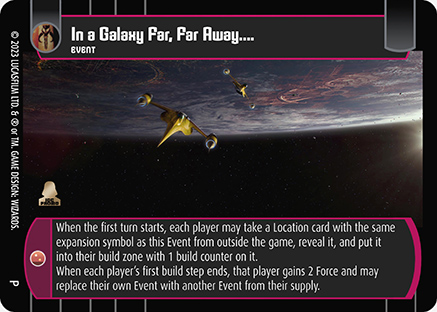 In a Galaxy Far, Far Away....
EVENT
© 2023 LUCASFILM LTD. & ® or TM. GAME DESIGN: WIZARDS.
P
When the first turn starts, each player may take a Location card with the same
expansion symbol as this Event from outside the game, reveal it, and put it
into their build zone with 1 build counter on it.
When each player's first build step ends, that player gains 2 Force and may
replace their own Event with another Event from their supply.